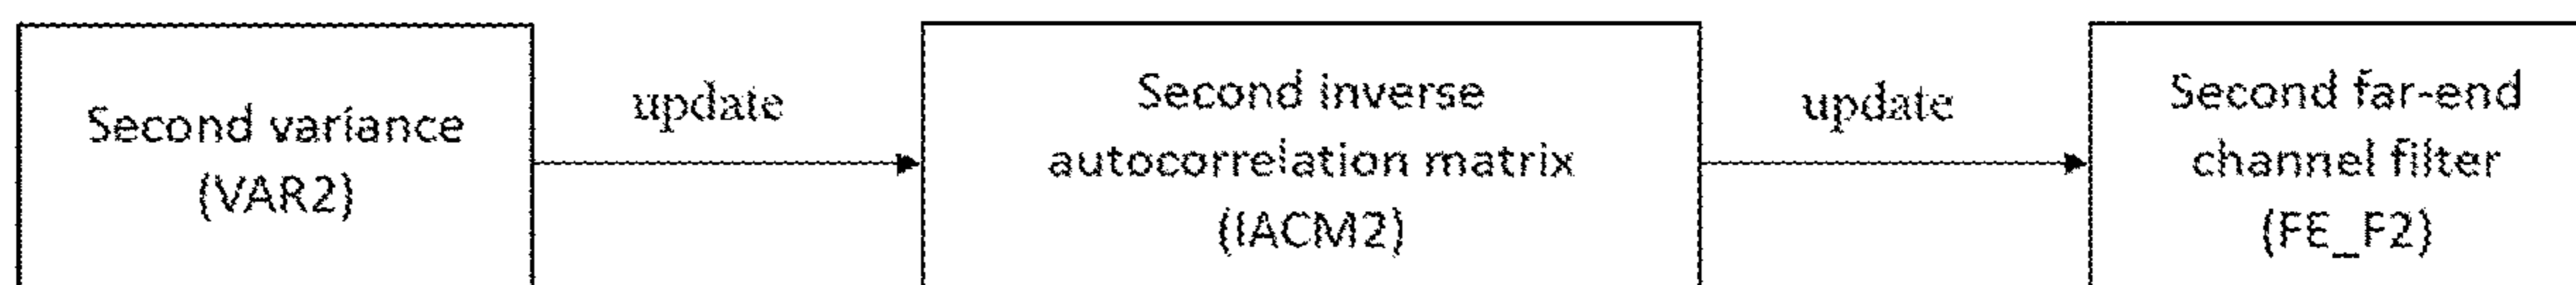 Second variance
(VAR2)
update
Second inverse
autocorrelation matrix
(IACM2)
update
Second far-end
channel filter
(FE_F2)